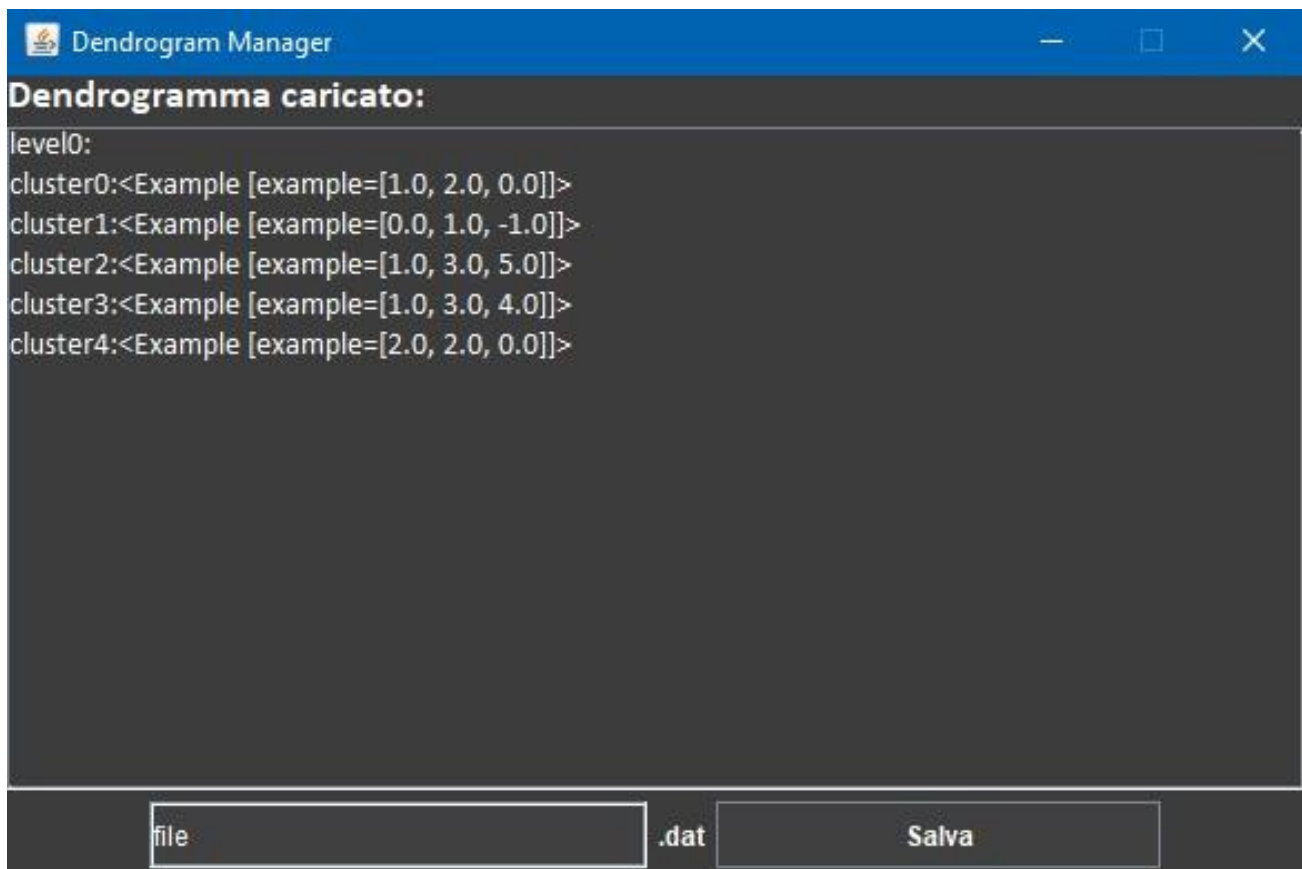 Dendrogram Manager
Dendrogramma caricato:
level0:
cluster0:<Example [example=[1.0, 2.0, 0.0]]>
cluster1:<Example [example=[0.0, 1.0, -1.0]]>
cluster2:<Example [example=[1.0, 3.0, 5.0]]>
cluster3:<Example [example=[1.0, 3.0, 4.0]]>
cluster4:<Example [example=[2.0, 2.0, 0.0]]>
file .dat Salva